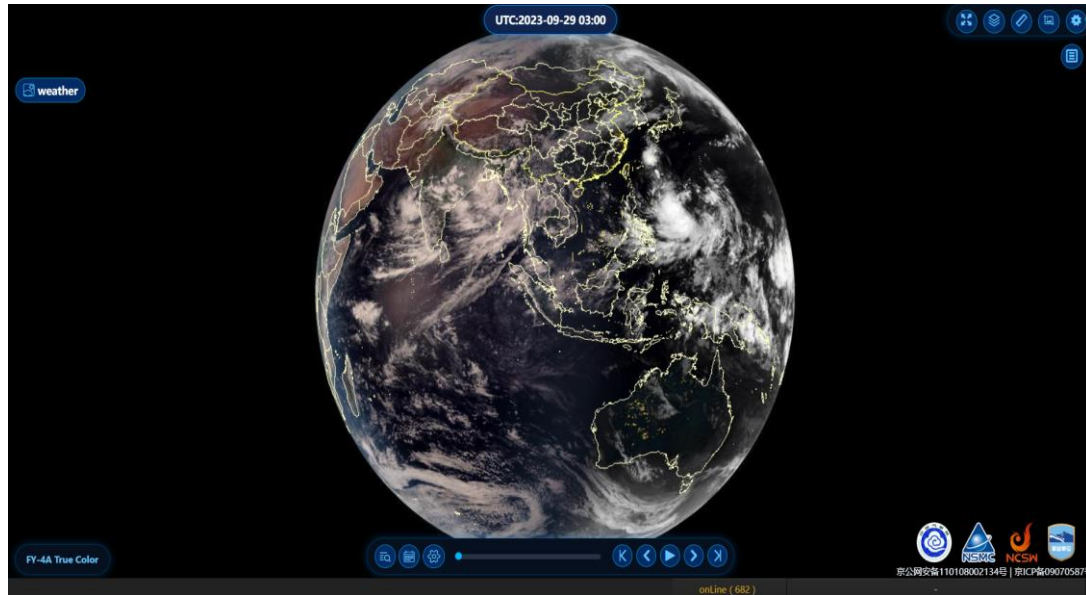 UTC:2023-09-29 03:00
weather
FY-4A True Color
NSMC
NCSW
京公网安备110108002134号 | 京ICP备09070587号
onLine ( 682 )
-